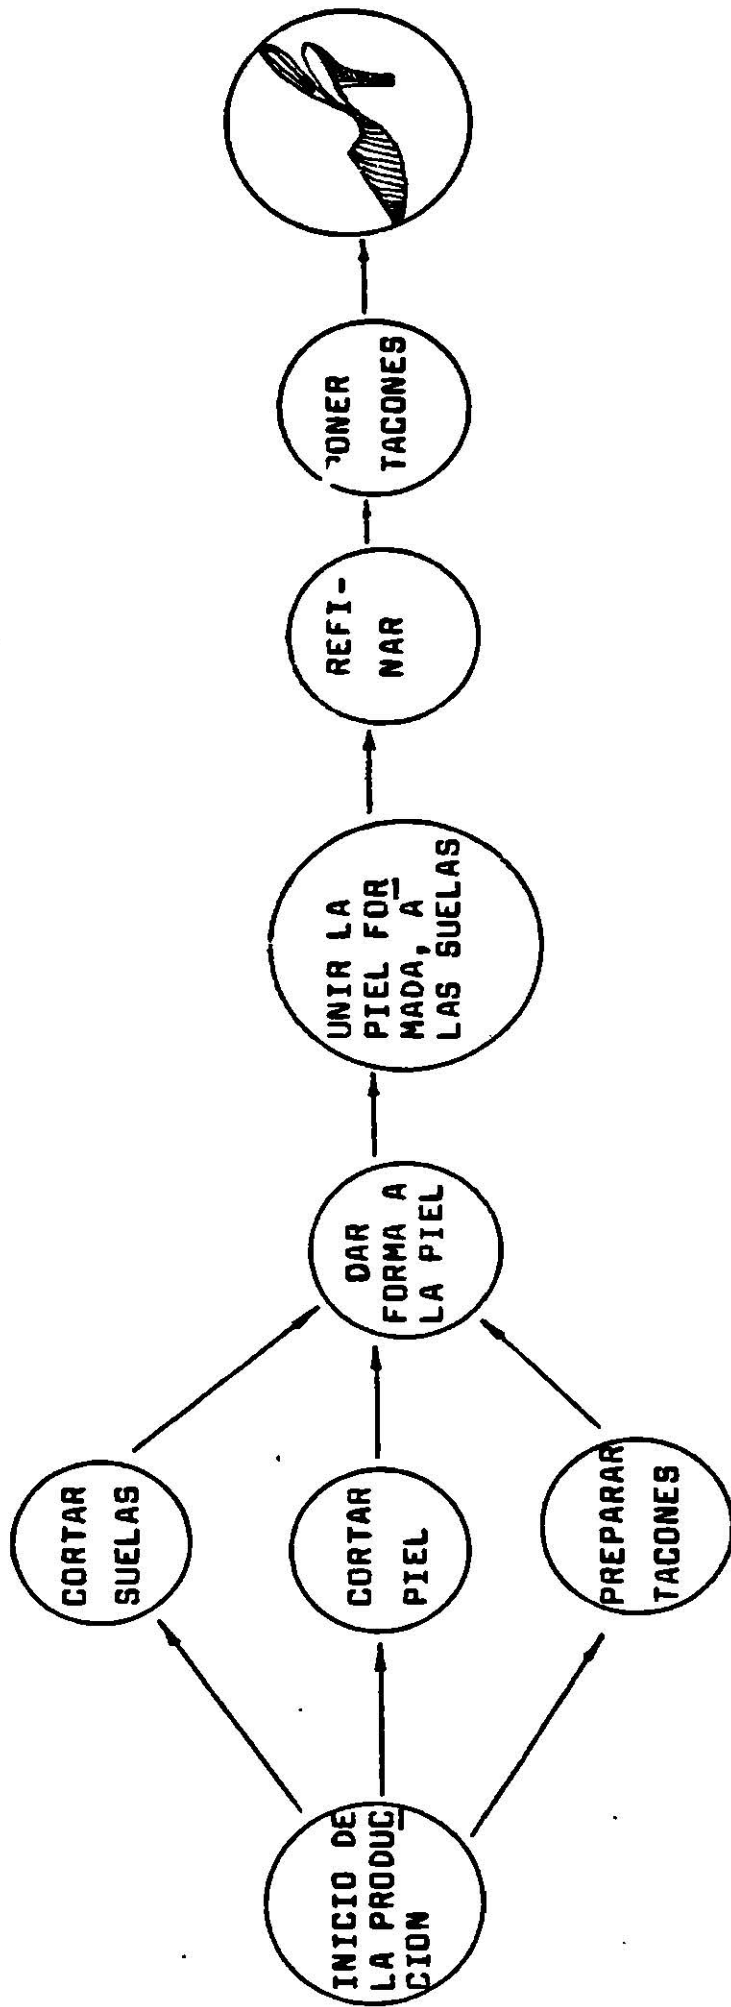 INICIO DE
LA PRODUC
CION
CORTAR
SUELAS
CORTAR
PIEL
PREPARAR
TACONES
DAR
FORMA A
LA PIEL
UNIR LA
PIEL FOR
MADA, A
LAS SUELAS
REFI-
NAR
PONER
TACONES